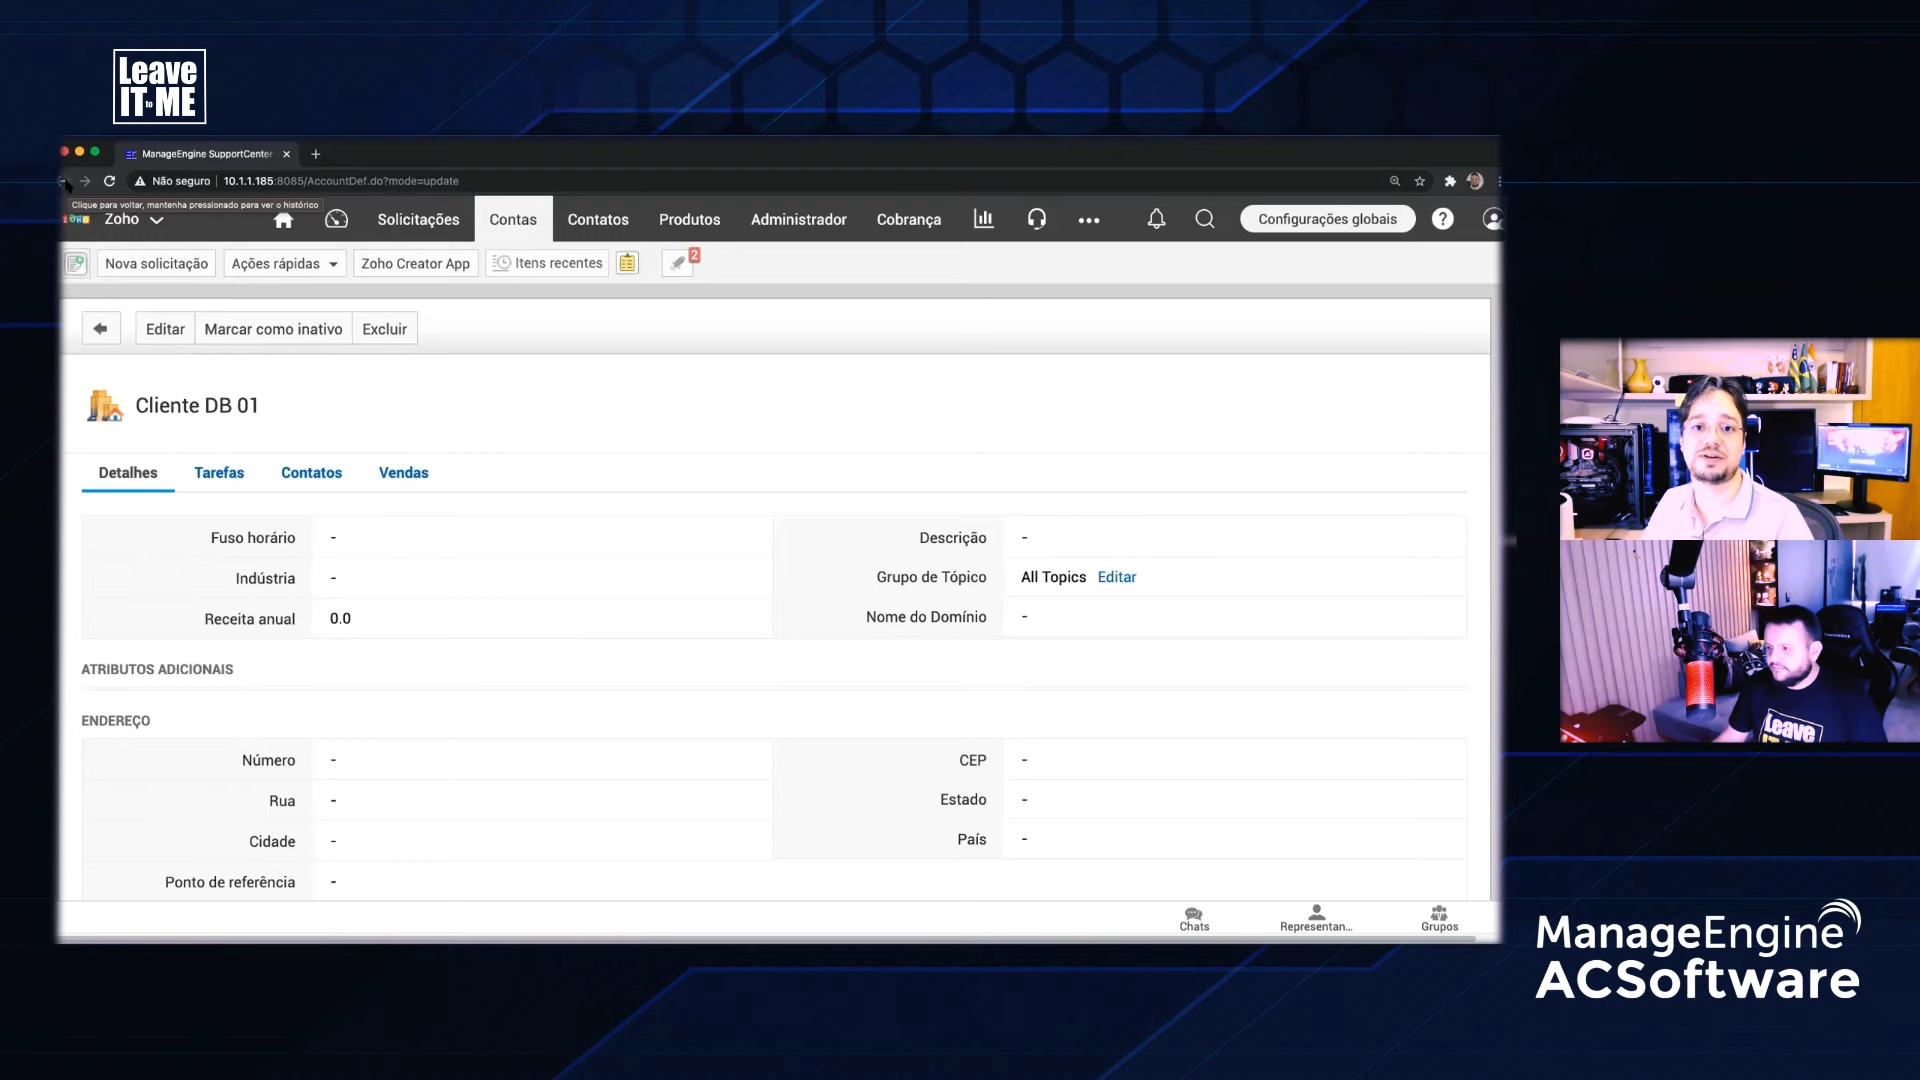 Leave
IT to ME
ManageEngine SupportCenter
Não seguro 10.1.1.185:8085/AccountDef.do?mode=update
Clique para voltar, mantenha pressionado para ver o histórico
Zoho
Solicitações
Contas
Contatos
Produtos
Administrador
Cobrança
Configurações globais
Nova solicitação
Ações rápidas
Zoho Creator App
Itens recentes
2
Editar
Marcar como inativo
Excluir
Cliente DB 01
Detalhes
Tarefas
Contatos
Vendas
Fuso horário -
Descrição -
Indústria -
Grupo de Tópico All Topics Editar
Receita anual 0.0
Nome do Domínio -
ATRIBUTOS ADICIONAIS
ENDEREÇO
Número -
CEP -
Rua -
Estado -
Cidade -
País -
Ponto de referência -
Chats
Representan...
Grupos
Leave
ManageEngine
ACSoftware